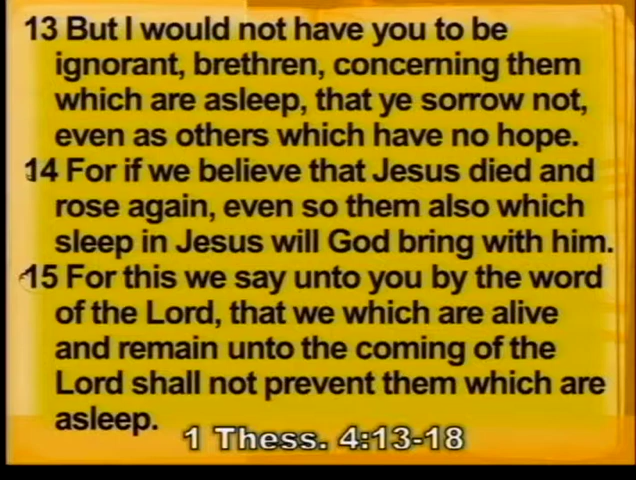 13 But I would not have you to be
ignorant, brethren, concerning them
which are asleep, that ye sorrow not,
even as others which have no hope.
14 For if we believe that Jesus died and
rose again, even so them also which
sleep in Jesus will God bring with him.
15 For this we say unto you by the word
of the Lord, that we which are alive
and remain unto the coming of the
Lord shall not prevent them which are
asleep.
1 Thess. 4:13-18